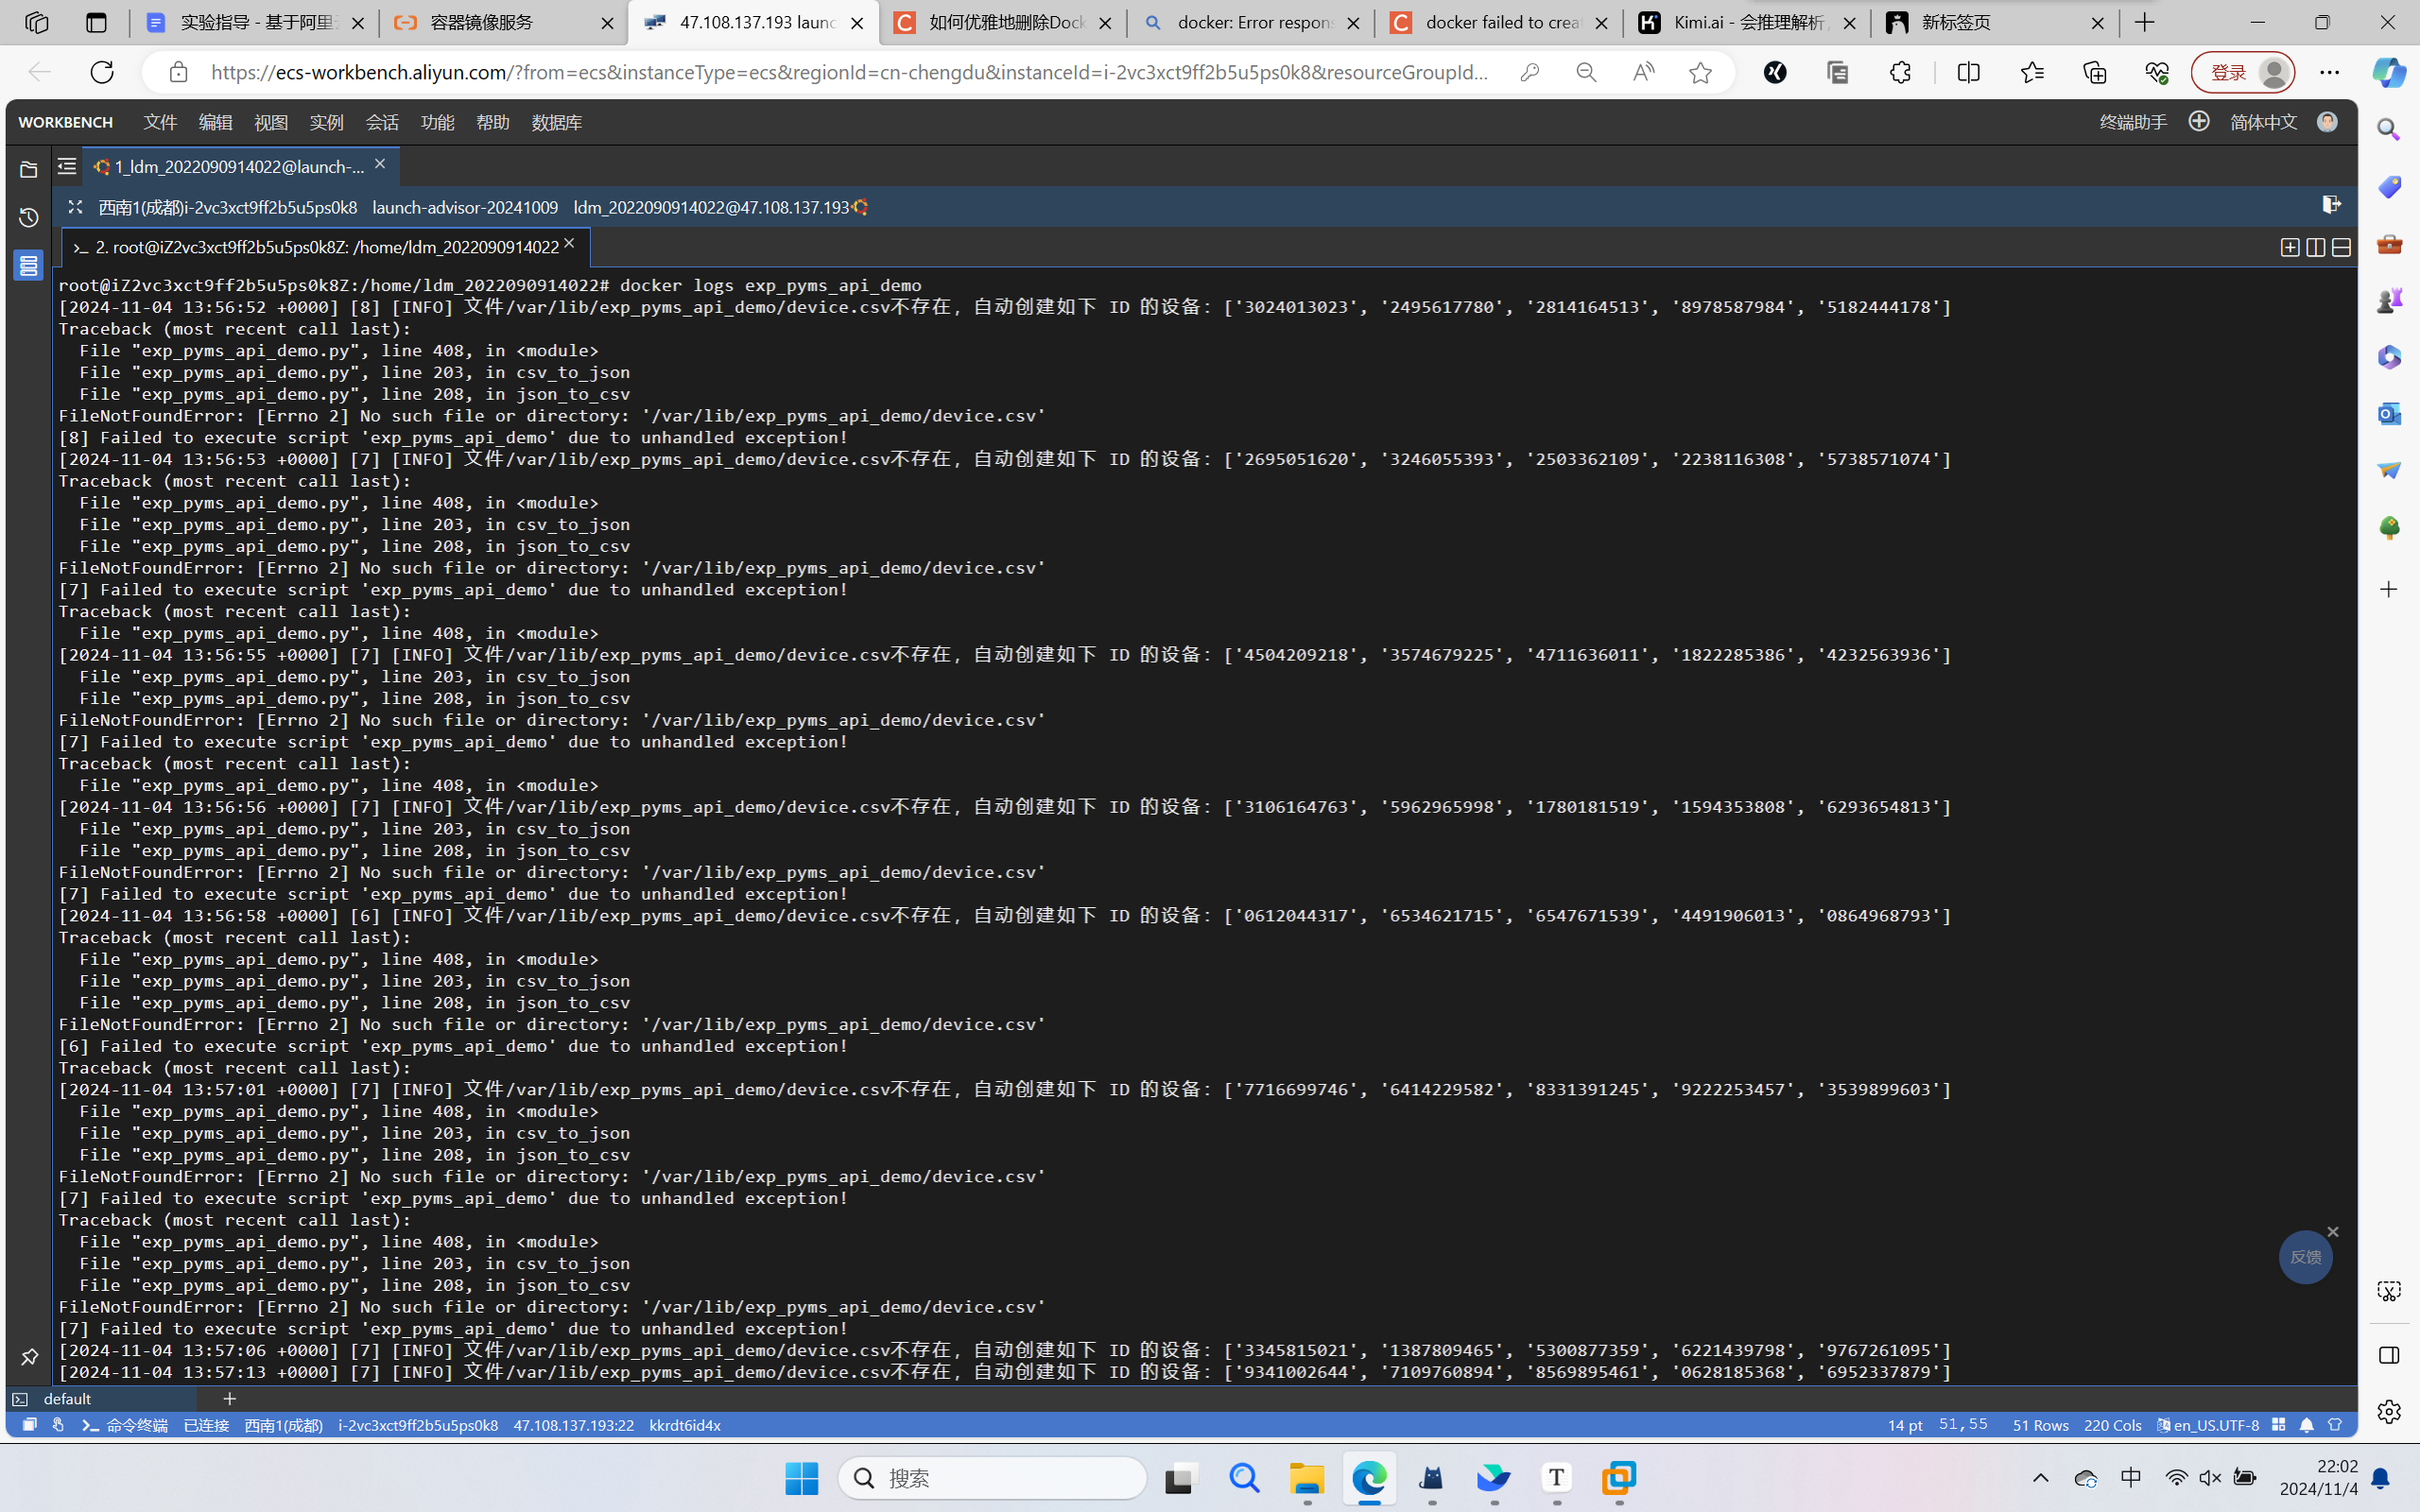 实验指导 - 基于阿里
容器镜像服务
47.108.137.193 launc
如何优雅地删除Dock
docker: Error respons
docker failed to crea
Kimi.ai - 会推理解析，
新标签页
https://ecs-workbench.aliyun.com/?from=ecs&instanceType=ecs&regionId=cn-chengdu&instanceId=i-2vc3xct9ff2b5u5ps0k8&resourceGroupId...
登录
WORKBENCH 文件 编辑 视图 实例 会话 功能 帮助 数据库 终端助手 简体中文
1_ldm_2022090914022@launch-...
西南1(成都)i-2vc3xct9ff2b5u5ps0k8 launch-advisor-20241009 ldm_2022090914022@47.108.137.193
2. root@iZ2vc3xct9ff2b5u5ps0k8Z: /home/ldm_2022090914022
root@iZ2vc3xct9ff2b5u5ps0k8Z:/home/ldm_2022090914022# docker logs exp_pyms_api_demo
[2024-11-04 13:56:52 +0000] [8] [INFO] 文件/var/lib/exp_pyms_api_demo/device.csv不存在，自动创建如下 ID 的设备：['3024013023', '2495617780', '2814164513', '8978587984', '5182444178']
Traceback (most recent call last):
  File "exp_pyms_api_demo.py", line 408, in <module>
  File "exp_pyms_api_demo.py", line 203, in csv_to_json
  File "exp_pyms_api_demo.py", line 208, in json_to_csv
FileNotFoundError: [Errno 2] No such file or directory: '/var/lib/exp_pyms_api_demo/device.csv'
[8] Failed to execute script 'exp_pyms_api_demo' due to unhandled exception!
[2024-11-04 13:56:53 +0000] [7] [INFO] 文件/var/lib/exp_pyms_api_demo/device.csv不存在，自动创建如下 ID 的设备：['2695051620', '3246055393', '2503362109', '2238116308', '5738571074']
Traceback (most recent call last):
  File "exp_pyms_api_demo.py", line 408, in <module>
  File "exp_pyms_api_demo.py", line 203, in csv_to_json
  File "exp_pyms_api_demo.py", line 208, in json_to_csv
FileNotFoundError: [Errno 2] No such file or directory: '/var/lib/exp_pyms_api_demo/device.csv'
[7] Failed to execute script 'exp_pyms_api_demo' due to unhandled exception!
Traceback (most recent call last):
  File "exp_pyms_api_demo.py", line 408, in <module>
[2024-11-04 13:56:55 +0000] [7] [INFO] 文件/var/lib/exp_pyms_api_demo/device.csv不存在，自动创建如下 ID 的设备：['4504209218', '3574679225', '4711636011', '1822285386', '4232563936']
  File "exp_pyms_api_demo.py", line 203, in csv_to_json
  File "exp_pyms_api_demo.py", line 208, in json_to_csv
FileNotFoundError: [Errno 2] No such file or directory: '/var/lib/exp_pyms_api_demo/device.csv'
[7] Failed to execute script 'exp_pyms_api_demo' due to unhandled exception!
Traceback (most recent call last):
  File "exp_pyms_api_demo.py", line 408, in <module>
[2024-11-04 13:56:56 +0000] [7] [INFO] 文件/var/lib/exp_pyms_api_demo/device.csv不存在，自动创建如下 ID 的设备：['3106164763', '5962965998', '1780181519', '1594353808', '6293654813']
  File "exp_pyms_api_demo.py", line 203, in csv_to_json
  File "exp_pyms_api_demo.py", line 208, in json_to_csv
FileNotFoundError: [Errno 2] No such file or directory: '/var/lib/exp_pyms_api_demo/device.csv'
[7] Failed to execute script 'exp_pyms_api_demo' due to unhandled exception!
[2024-11-04 13:56:58 +0000] [6] [INFO] 文件/var/lib/exp_pyms_api_demo/device.csv不存在，自动创建如下 ID 的设备：['0612044317', '6534621715', '6547671539', '4491906013', '0864968793']
Traceback (most recent call last):
  File "exp_pyms_api_demo.py", line 408, in <module>
  File "exp_pyms_api_demo.py", line 203, in csv_to_json
  File "exp_pyms_api_demo.py", line 208, in json_to_csv
FileNotFoundError: [Errno 2] No such file or directory: '/var/lib/exp_pyms_api_demo/device.csv'
[6] Failed to execute script 'exp_pyms_api_demo' due to unhandled exception!
Traceback (most recent call last):
[2024-11-04 13:57:01 +0000] [7] [INFO] 文件/var/lib/exp_pyms_api_demo/device.csv不存在，自动创建如下 ID 的设备：['7716699746', '6414229582', '8331391245', '9222253457', '3539899603']
  File "exp_pyms_api_demo.py", line 408, in <module>
  File "exp_pyms_api_demo.py", line 203, in csv_to_json
  File "exp_pyms_api_demo.py", line 208, in json_to_csv
FileNotFoundError: [Errno 2] No such file or directory: '/var/lib/exp_pyms_api_demo/device.csv'
[7] Failed to execute script 'exp_pyms_api_demo' due to unhandled exception!
Traceback (most recent call last):
  File "exp_pyms_api_demo.py", line 408, in <module>
  File "exp_pyms_api_demo.py", line 203, in csv_to_json
  File "exp_pyms_api_demo.py", line 208, in json_to_csv
FileNotFoundError: [Errno 2] No such file or directory: '/var/lib/exp_pyms_api_demo/device.csv'
[7] Failed to execute script 'exp_pyms_api_demo' due to unhandled exception!
[2024-11-04 13:57:06 +0000] [7] [INFO] 文件/var/lib/exp_pyms_api_demo/device.csv不存在，自动创建如下 ID 的设备：['3345815021', '1387809465', '5300877359', '6221439798', '9767261095']
[2024-11-04 13:57:13 +0000] [7] [INFO] 文件/var/lib/exp_pyms_api_demo/device.csv不存在，自动创建如下 ID 的设备：['9341002644', '7109760894', '8569895461', '0628185368', '6952337879']
反馈
default
命令终端 已连接 西南1(成都) i-2vc3xct9ff2b5u5ps0k8 47.108.137.193:22 kkrdt6id4x 14 pt 51,55 51 Rows 220 Cols en_US.UTF-8
搜索
中
22:02
2024/11/4